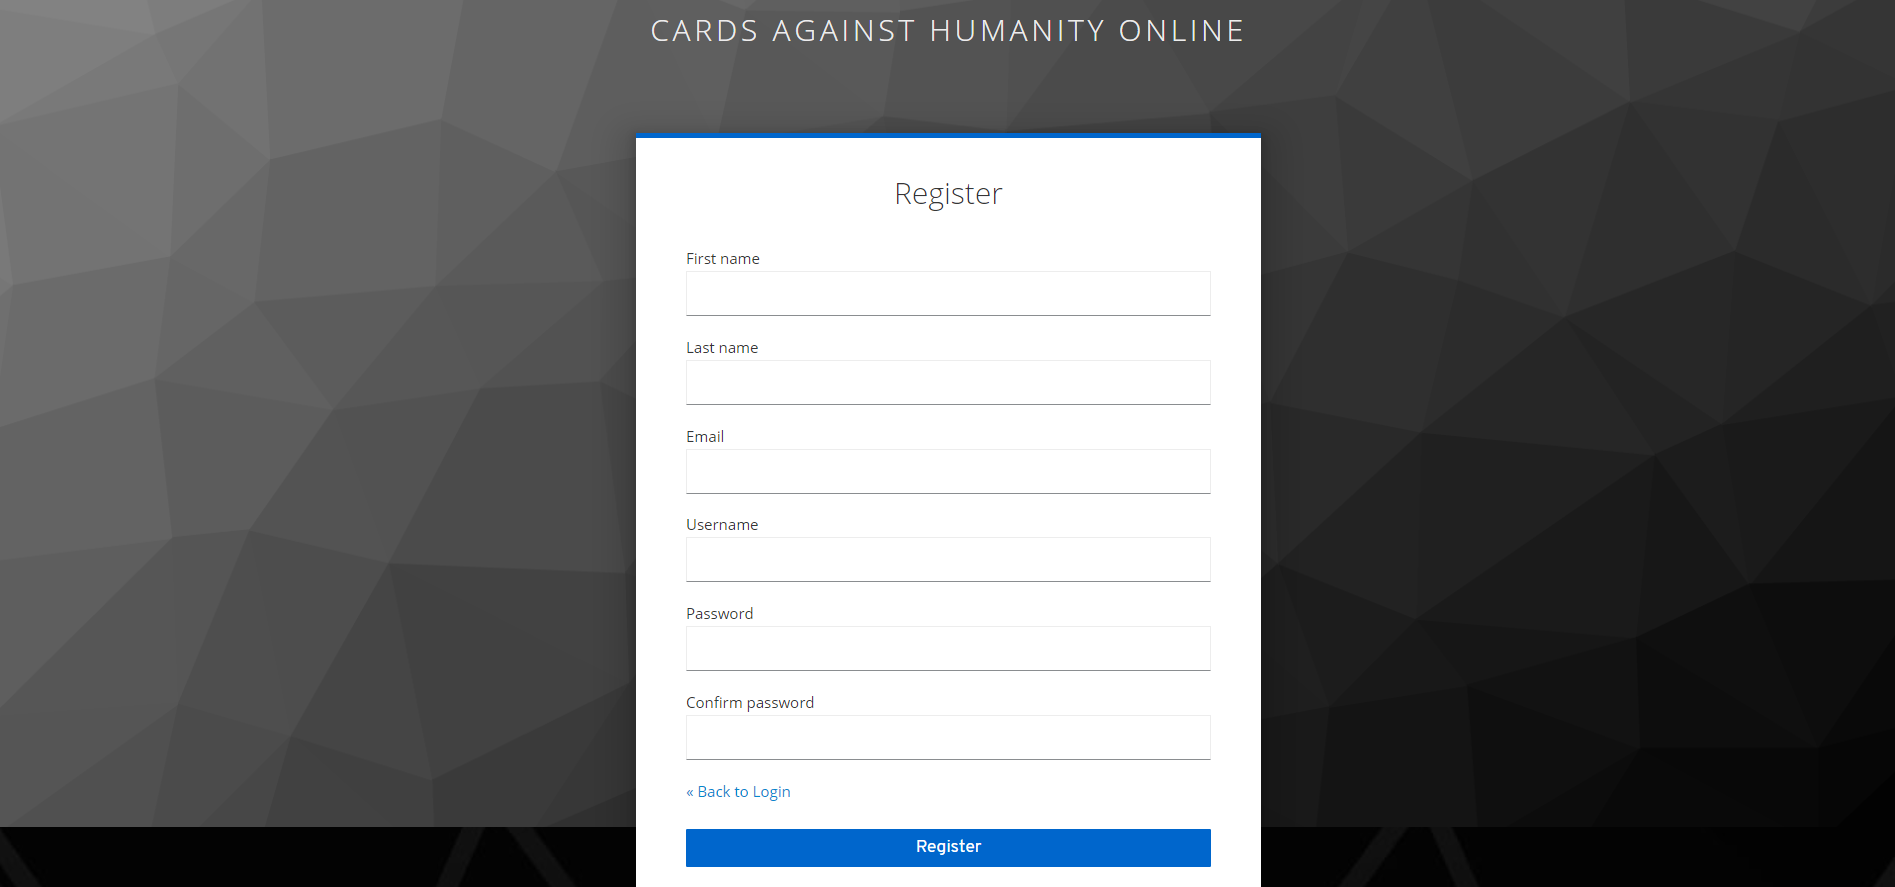 CARDS AGAINST HUMANITY ONLINE
Register
First name
Last name
Email
Username
Password
Confirm password
« Back to Login
Register